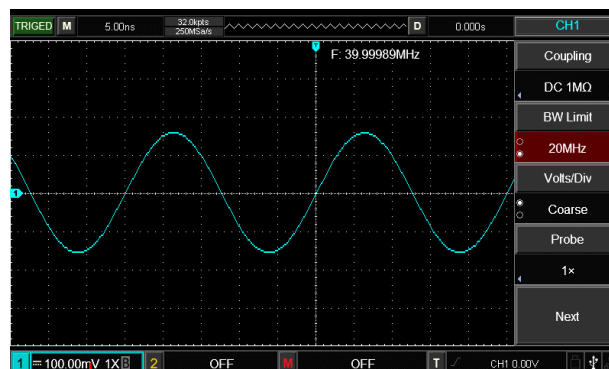 TRIGED M 5.00ns 32.0kpts D 0.000s CH1
250MSa/s
T
F: 39.99989MHz
Coupling
DC 1MΩ
BW Limit
20MHz
Volts/Div
1
Coarse
Probe
1×
Next
1 100.00mV 1X B 2 OFF M OFF T CH1 0.00V